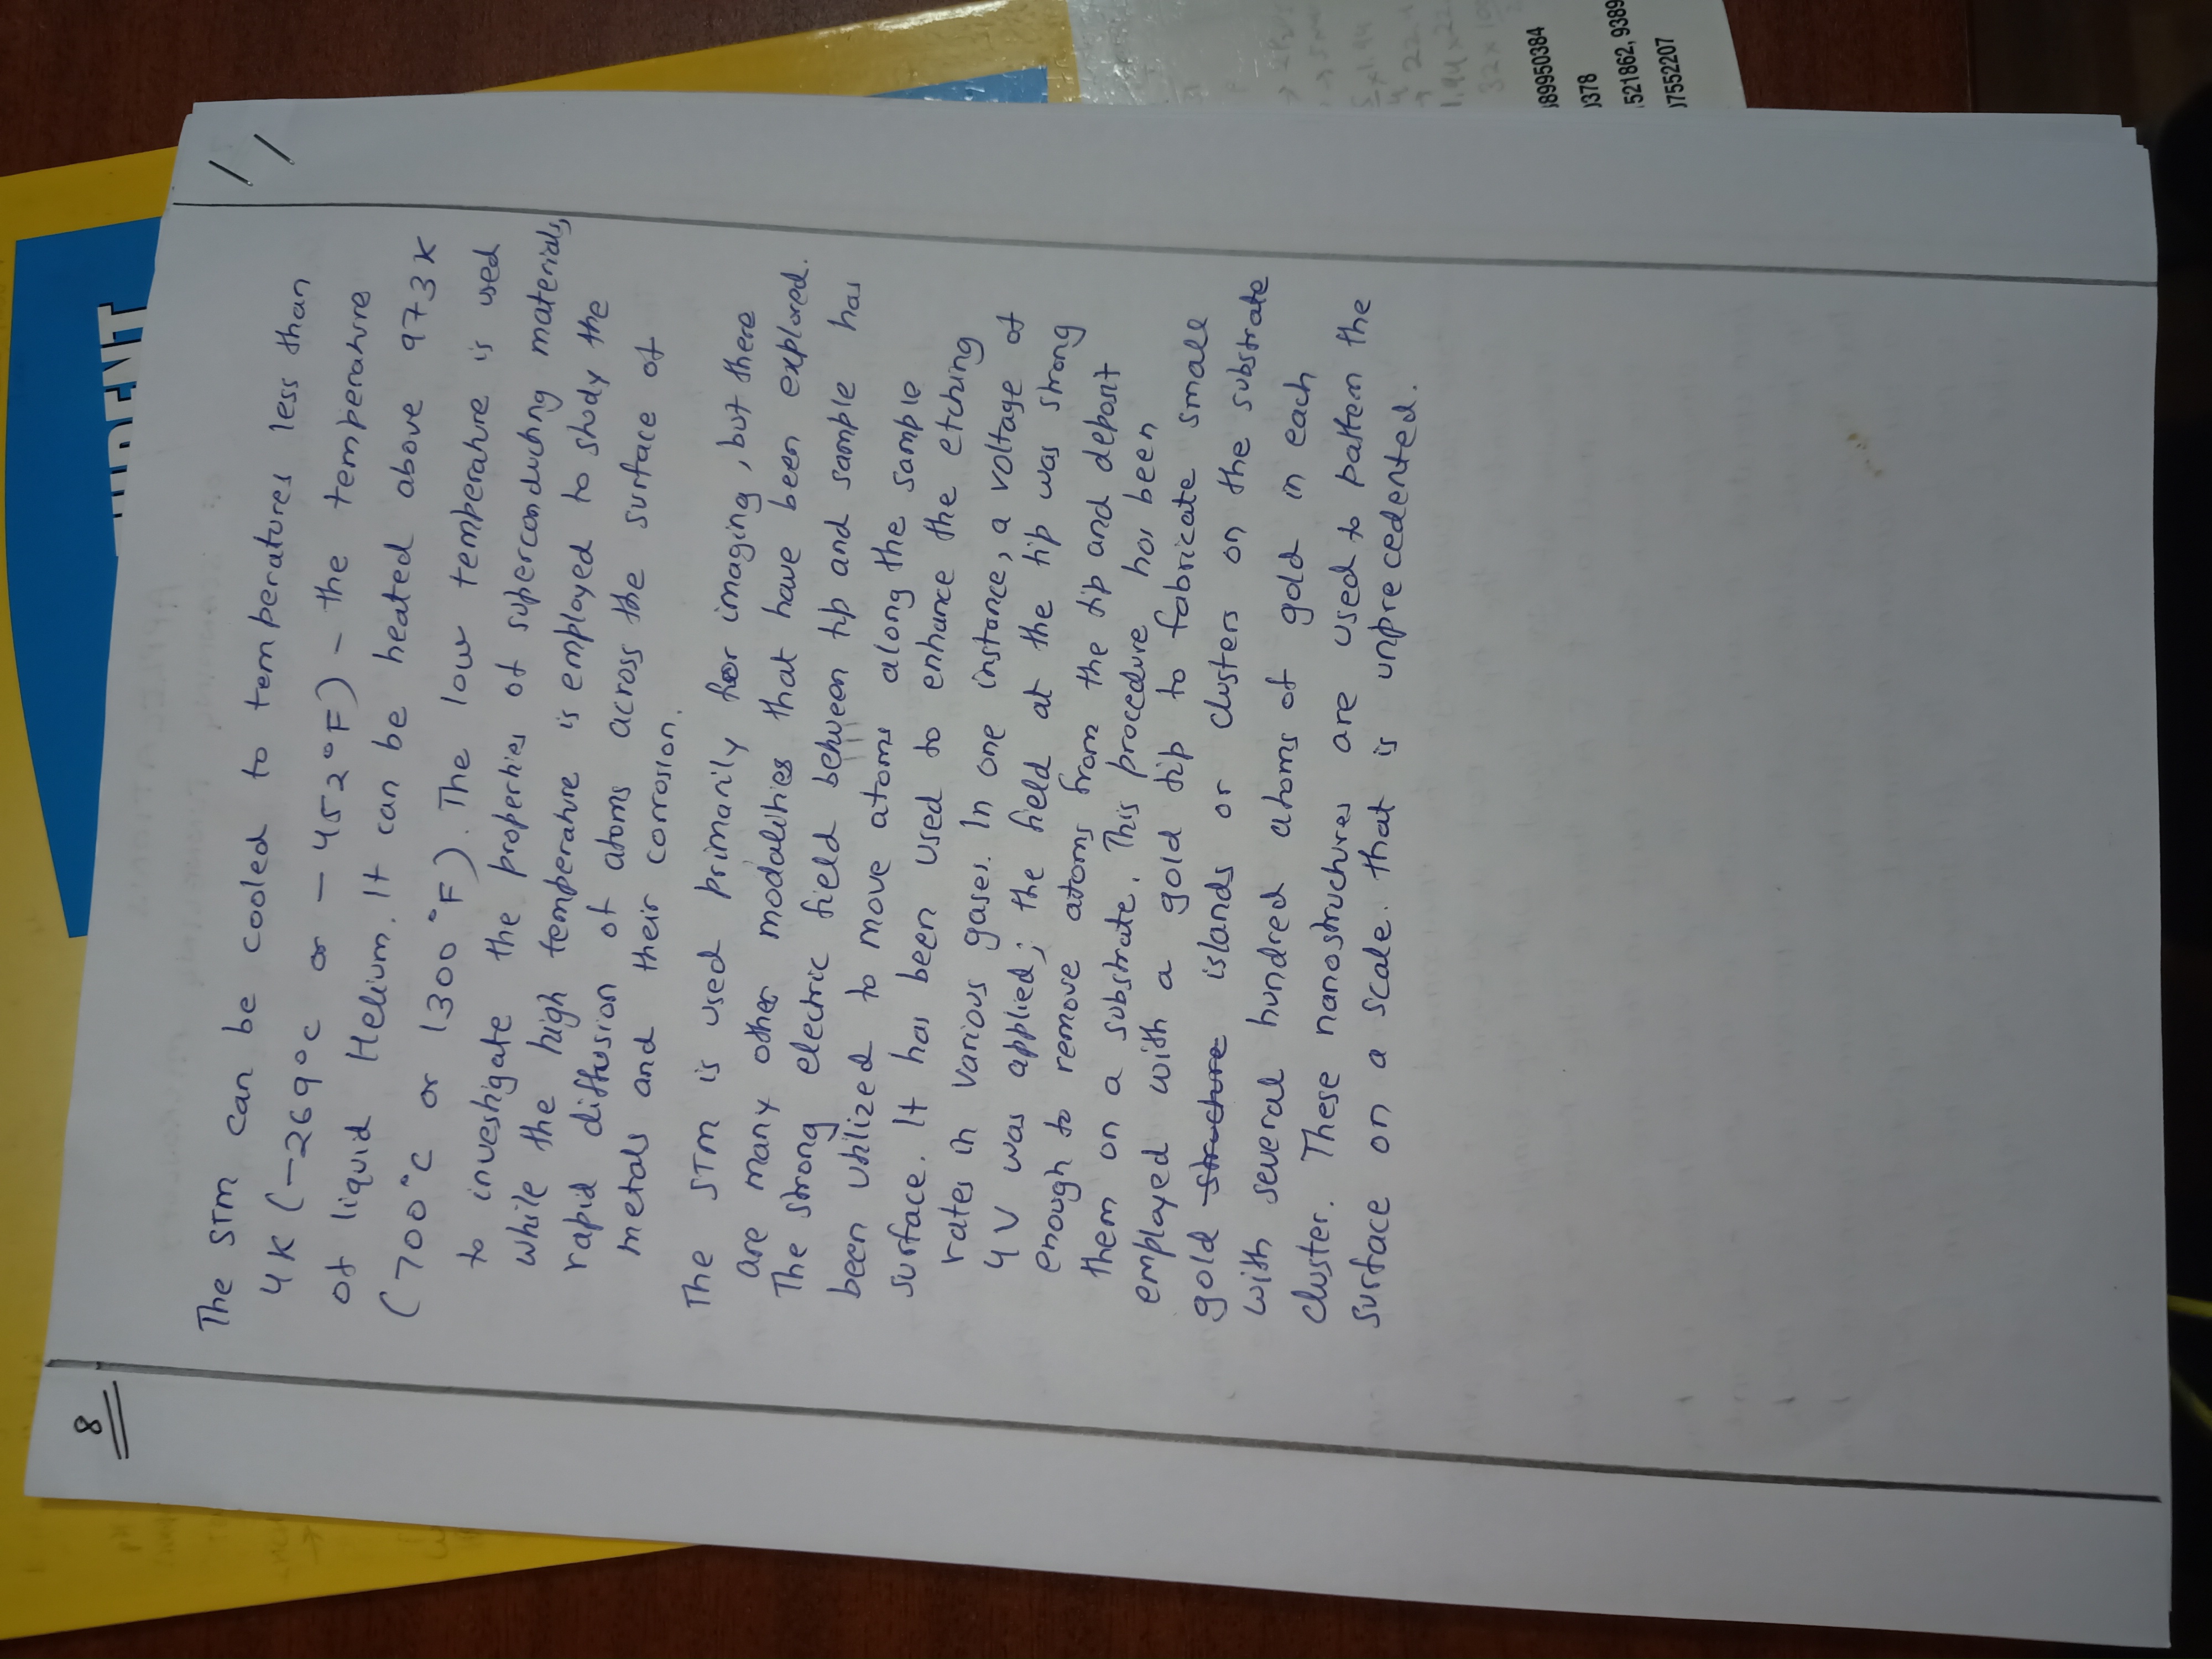 8
The STM can be cooled to temperatures less than
4K (-269°C or -452°F) - the temperature
of liquid Helium. It can be heated above 973K
(700°C or 1300°F). The low temperature is used
to investigate the properties of superconducting materials,
while the high temperature is employed to study the
rapid diffusion of atoms across the surface of
metals and their corrosion.
The STM is used primarily for imaging, but there
are many other modalities that have been explored.
The strong electric field between tip and sample has
been utilized to move atoms along the sample
surface. It has been used to enhance the etching
rates in various gases. In one instance, a voltage of
4V was applied; the field at the tip was strong
enough to remove atoms from the tip and deposit
them on a substrate. This procedure has been
employed with a gold tip to fabricate small
gold structure islands or clusters on the substrate
with several hundred atoms of gold in each
cluster. These nanostructures are used to pattern the
surface on a scale. that is unprecedented.
89950384
0378
521862, 9389
07552207